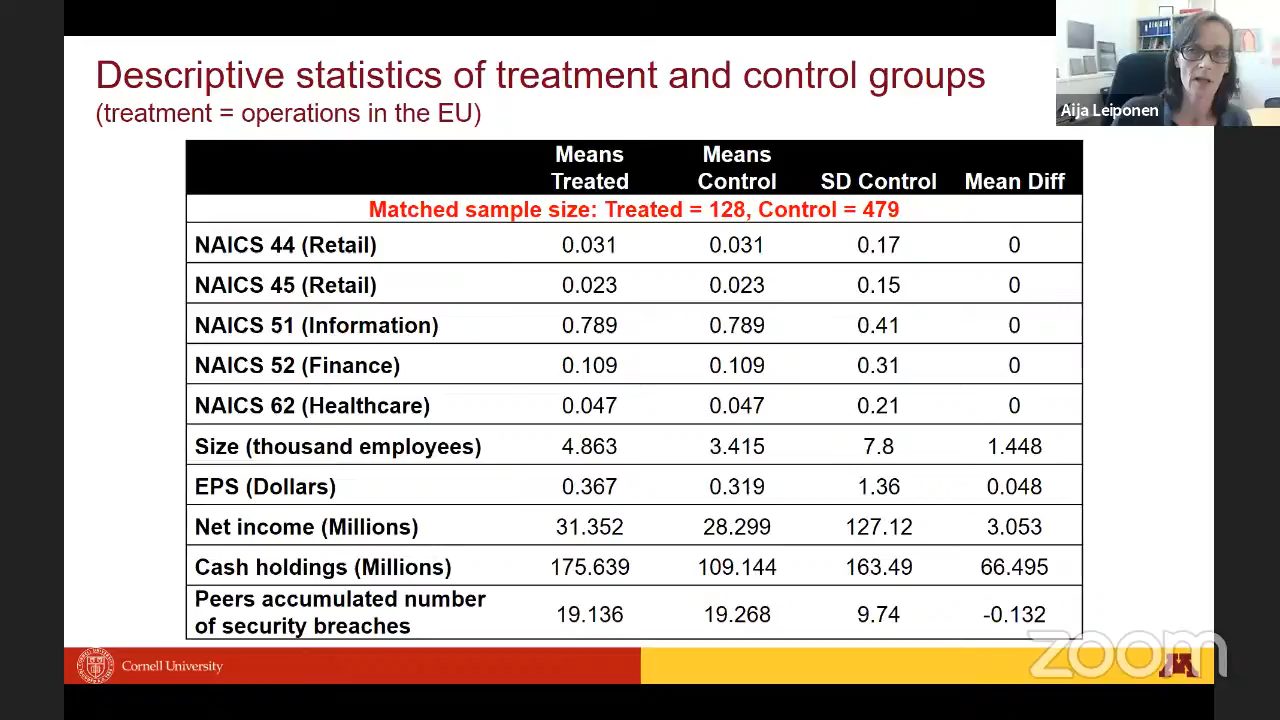 Descriptive statistics of treatment and control groups
(treatment = operations in the EU)
Aija Leiponen
Means Treated Means Control SD Control Mean Diff
Matched sample size: Treated = 128, Control = 479
NAICS 44 (Retail) 0.031 0.031 0.17 0
NAICS 45 (Retail) 0.023 0.023 0.15 0
NAICS 51 (Information) 0.789 0.789 0.41 0
NAICS 52 (Finance) 0.109 0.109 0.31 0
NAICS 62 (Healthcare) 0.047 0.047 0.21 0
Size (thousand employees) 4.863 3.415 7.8 1.448
EPS (Dollars) 0.367 0.319 1.36 0.048
Net income (Millions) 31.352 28.299 127.12 3.053
Cash holdings (Millions) 175.639 109.144 163.49 66.495
Peers accumulated number
of security breaches 19.136 19.268 9.74 -0.132
Cornell University
zoom
M